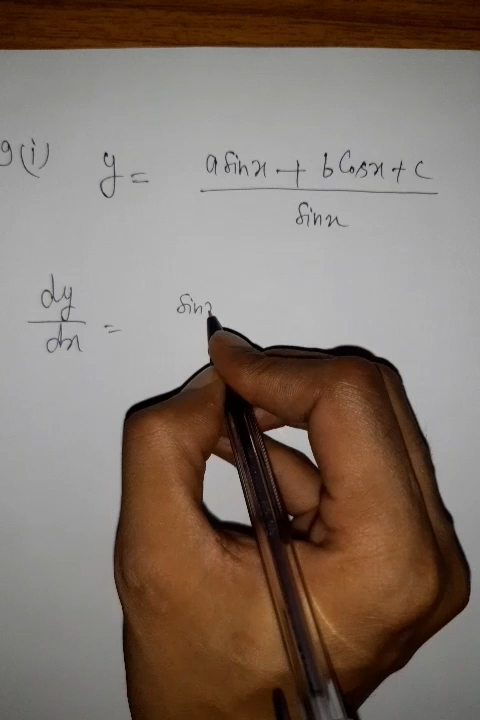 9(i) y = a sinx + b cosx + c / sinx
dy/dx = sinx